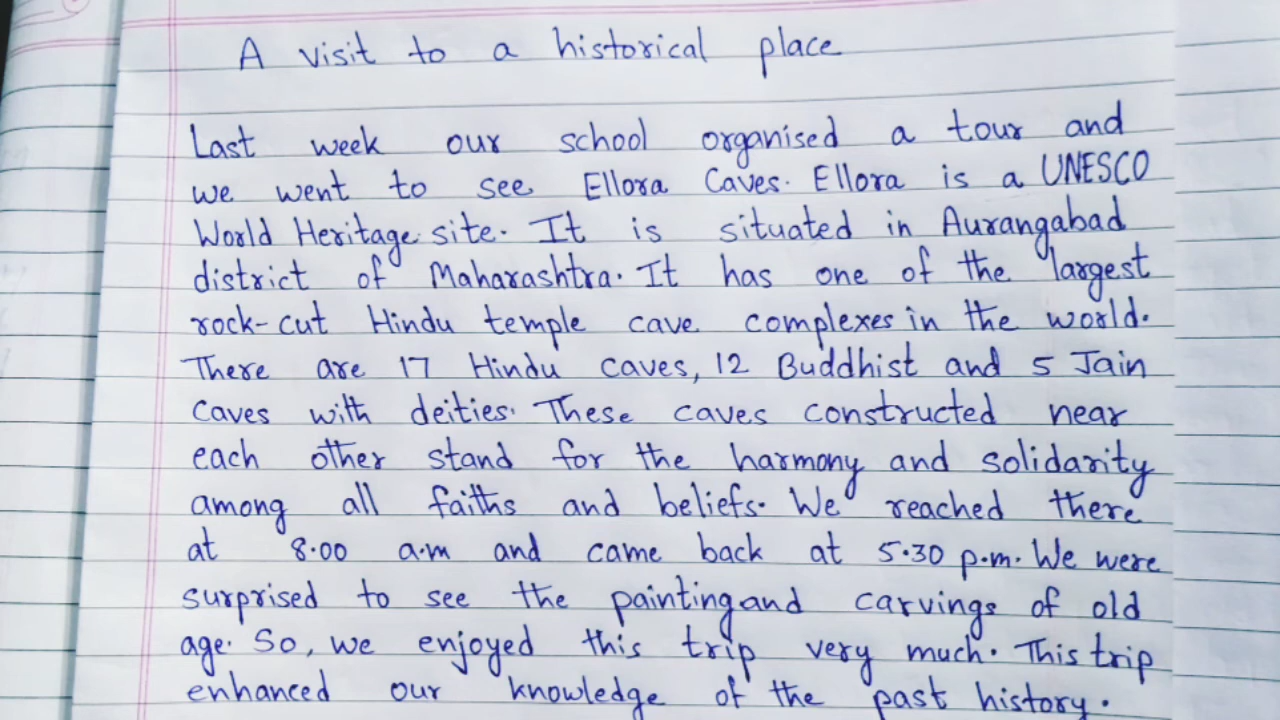 A visit to a historical place
Last week our school organised a tour and
we went to see Ellora Caves. Ellora is a UNESCO
World Heritage site. It is situated in Aurangabad
district of Maharashtra. It has one of the largest
rock-cut Hindu temple cave complexes in the world.
There are 17 Hindu caves, 12 Buddhist and 5 Jain
caves with deities. These caves constructed near
each other stand for the harmony and solidarity
among all faiths and beliefs. We reached there
at 8.00 a.m and came back at 5.30 p.m. We were
surprised to see the painting and carvings of old
age. So, we enjoyed this trip very much. This trip
enhanced our knowledge of the past history.